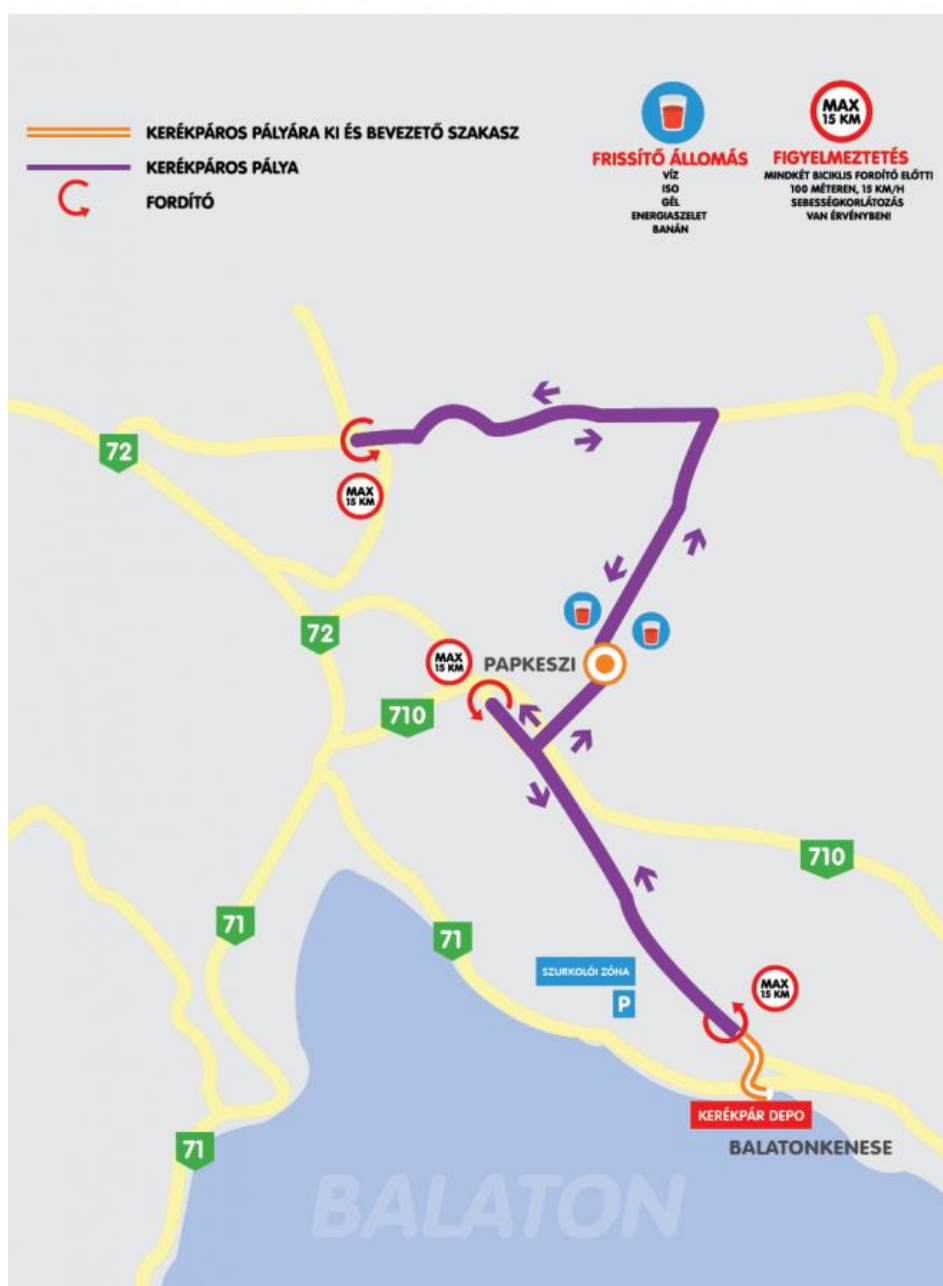 KERÉKPÁROS PÁLYÁRA KI ÉS BEVEZETŐ SZAKASZ
KERÉKPÁROS PÁLYA
FORDÍTÓ
FRISSÍTŐ ÁLLOMÁS
VÍZ
ISO
GÉL
ENERGIASZELET
BANÁN
MAX
15 KM
FIGYELMEZTETÉS
MINDKÉT BICIKLIS FORDÍTÓ ELŐTTI
100 MÉTEREN, 15 KM/H
SEBESSÉGKORLÁTOZÁS
VAN ÉRVÉNYBEN!
72
MAX
15 KM
72
MAX
15 KM
PAPKESZI
710
710
71
71
SZURKOLÓI ZÓNA
P
MAX
15 KM
KERÉKPÁR DEPO
BALATONKENESE
71
BALATON